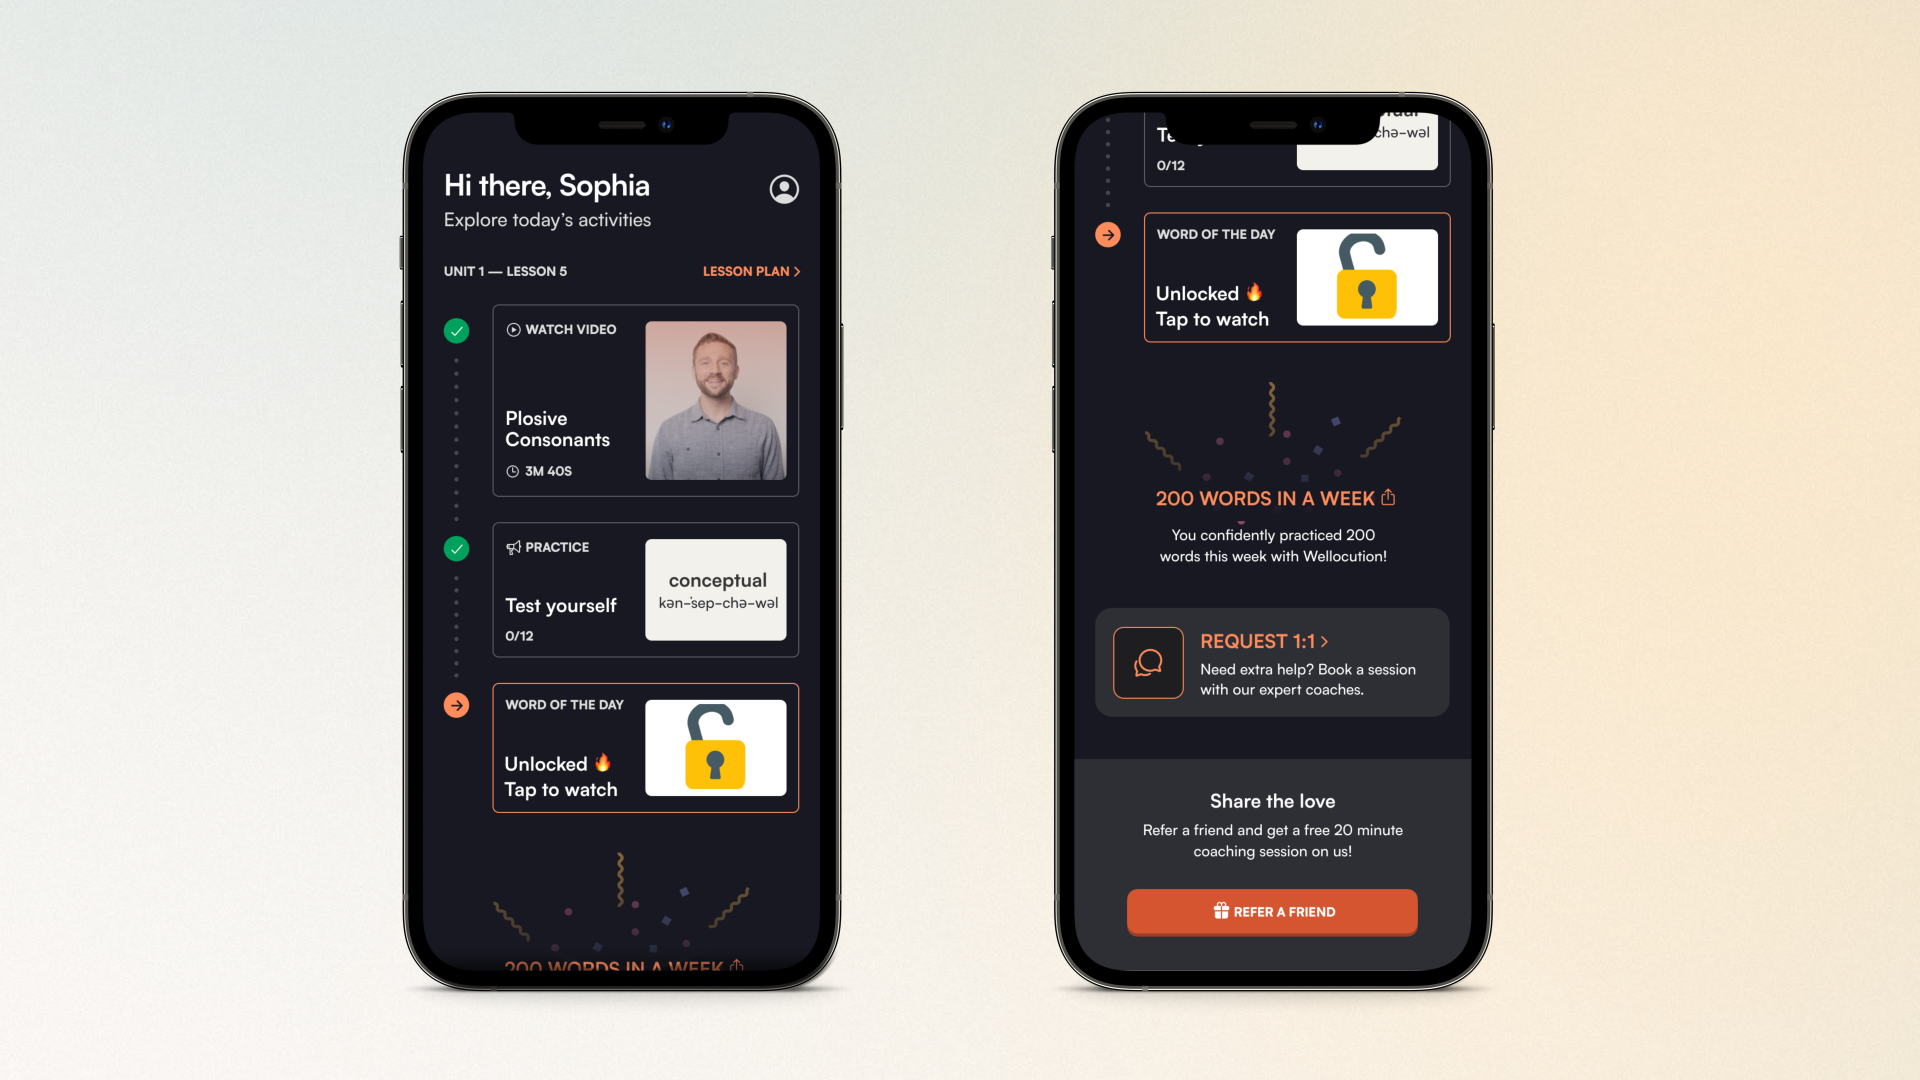 Hi there, Sophia
Explore today's activities
UNIT 1 — LESSON 5
LESSON PLAN >
WATCH VIDEO
Plosive
Consonants
3M 40S
PRACTICE
Test yourself
0/12
conceptual
kən-ˈsep-chə-wəl
WORD OF THE DAY
Unlocked 🔥
Tap to watch
200 WORDS IN A WEEK
chə-wəl
0/12
WORD OF THE DAY
Unlocked 🔥
Tap to watch
200 WORDS IN A WEEK
You confidently practiced 200
words this week with Wellocution!
REQUEST 1:1 >
Need extra help? Book a session
with our expert coaches.
Share the love
Refer a friend and get a free 20 minute
coaching session on us!
REFER A FRIEND